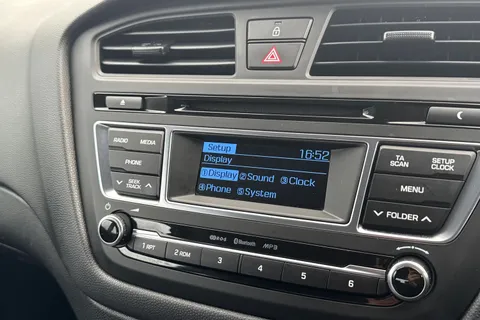 RADIO MEDIA
PHONE
SEEK
TRACK
Setup 16:52
Display
①Display ②Sound ③Clock
④Phone ⑤System
TA
SCAN
SETUP
CLOCK
MENU
FOLDER
Bluetooth MP3
1 RPT 2 RDM 3 4 5 6